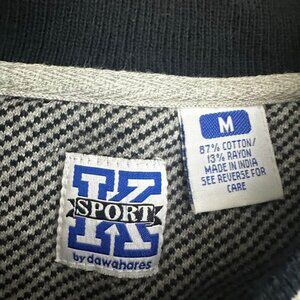 K
SPORT
by dawahares
M
87% COTTON/
13% RAYON
MADE IN INDIA
SEE REVERSE FOR
CARE